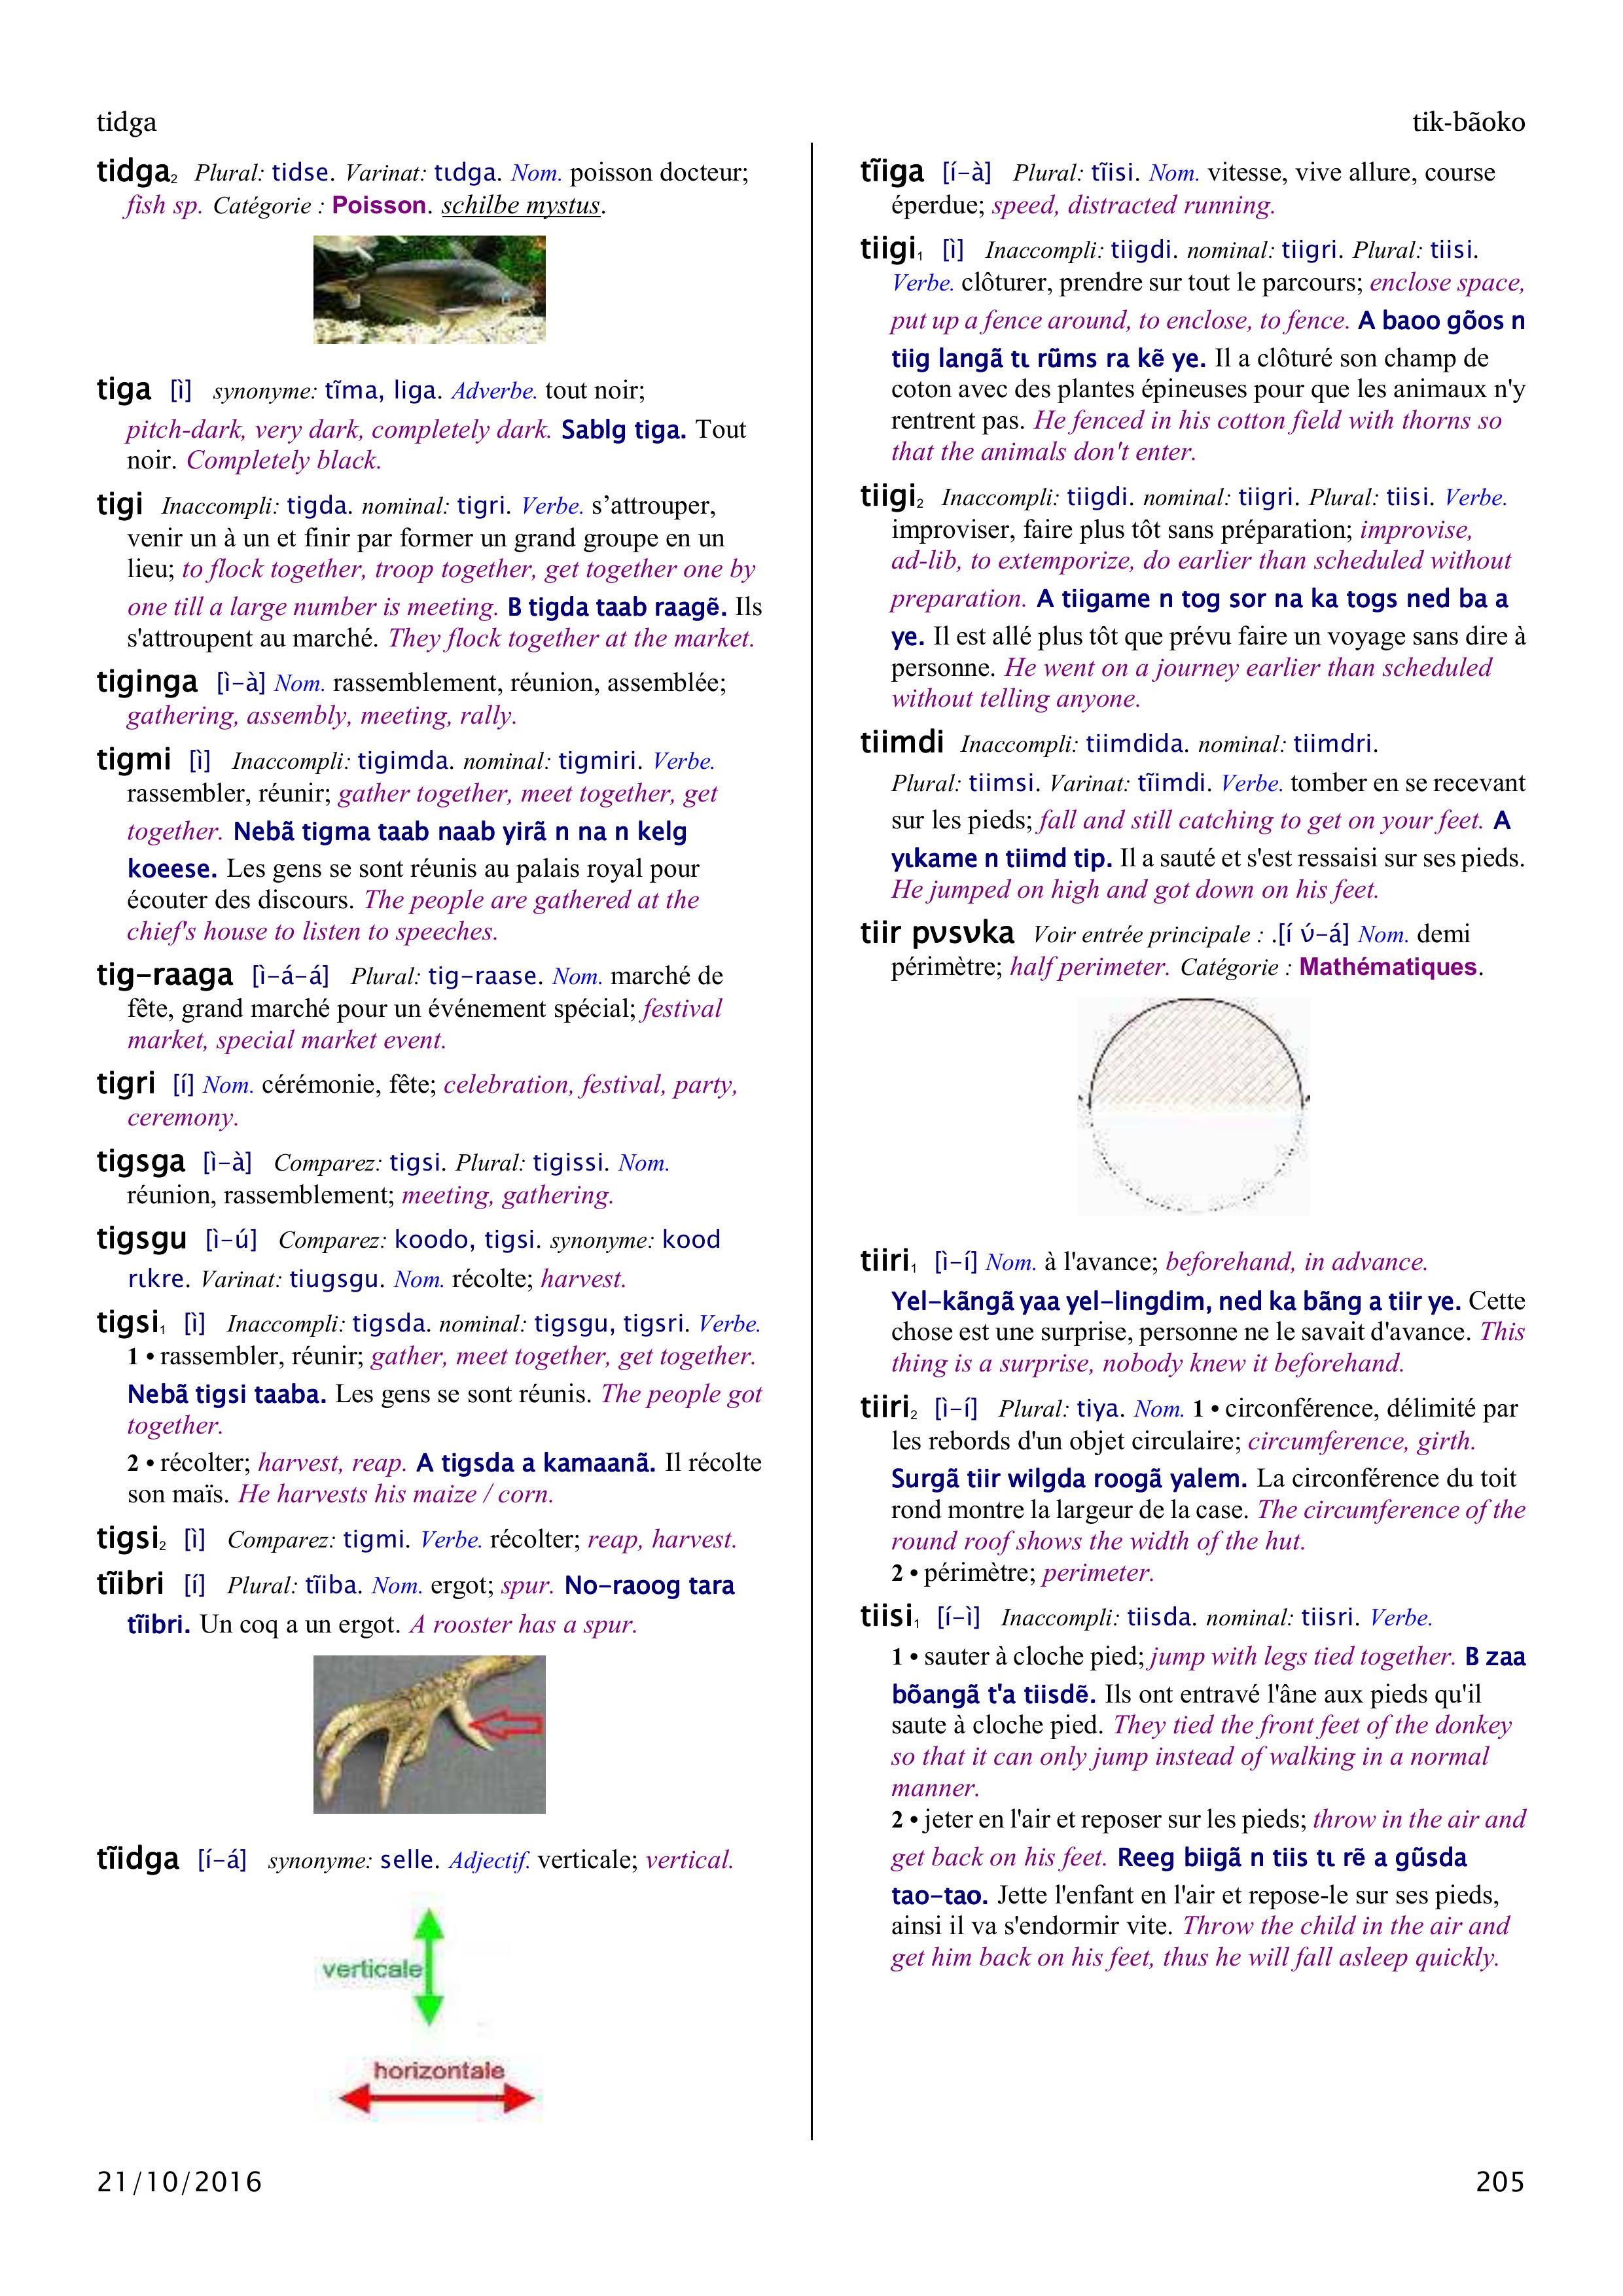 tidga
tik-bãoko
tidga₂ Plural: tidse. Varinat: tɩdga. Nom. poisson docteur;
fish sp. Catégorie : Poisson. schilbe mystus.
tiga [ì] synonyme: tĩma, liga. Adverbe. tout noir;
pitch-dark, very dark, completely dark. Sablg tiga. Tout
noir. Completely black.
tigi Inaccompli: tigda. nominal: tigri. Verbe. s’attrouper,
venir un à un et finir par former un grand groupe en un
lieu; to flock together, troop together, get together one by
one till a large number is meeting. B tigda taab raagẽ. Ils
s'attroupent au marché. They flock together at the market.
tiginga [ì-à] Nom. rassemblement, réunion, assemblée;
gathering, assembly, meeting, rally.
tigmi [ì] Inaccompli: tigimda. nominal: tigmiri. Verbe.
rassembler, réunir; gather together, meet together, get
together. Nebã tigma taab naab yirã n na n kelg
koeese. Les gens se sont réunis au palais royal pour
écouter des discours. The people are gathered at the
chief's house to listen to speeches.
tig-raaga [ì-á-á] Plural: tig-raase. Nom. marché de
fête, grand marché pour un événement spécial; festival
market, special market event.
tigri [í] Nom. cérémonie, fête; celebration, festival, party,
ceremony.
tigsga [ì-à] Comparez: tigsi. Plural: tigissi. Nom.
réunion, rassemblement; meeting, gathering.
tigsgu [ì-ú] Comparez: koodo, tigsi. synonyme: kood
rɩkre. Varinat: tiugsgu. Nom. récolte; harvest.
tigsi₁ [ì] Inaccompli: tigsda. nominal: tigsgu, tigsri. Verbe.
1 • rassembler, réunir; gather, meet together, get together.
Nebã tigsi taaba. Les gens se sont réunis. The people got
together.
2 • récolter; harvest, reap. A tigsda a kamaanã. Il récolte
son maïs. He harvests his maize / corn.
tigsi₂ [ì] Comparez: tigmi. Verbe. récolter; reap, harvest.
tĩibri [í] Plural: tĩiba. Nom. ergot; spur. No-raoog tara
tĩibri. Un coq a un ergot. A rooster has a spur.
tĩidga [í-á] synonyme: selle. Adjectif. verticale; vertical.
verticale
horizontale
tĩiga [í-à] Plural: tĩisi. Nom. vitesse, vive allure, course
éperdue; speed, distracted running.
tiigi₁ [ì] Inaccompli: tiigdi. nominal: tiigri. Plural: tiisi.
Verbe. clôturer, prendre sur tout le parcours; enclose space,
put up a fence around, to enclose, to fence. A baoo gõos n
tiig langã tɩ rũms ra kẽ ye. Il a clôturé son champ de
coton avec des plantes épineuses pour que les animaux n'y
rentrent pas. He fenced in his cotton field with thorns so
that the animals don't enter.
tiigi₂ Inaccompli: tiigdi. nominal: tiigri. Plural: tiisi. Verbe.
improviser, faire plus tôt sans préparation; improvise,
ad-lib, to extemporize, do earlier than scheduled without
preparation. A tiigame n tog sor na ka togs ned ba a
ye. Il est allé plus tôt que prévu faire un voyage sans dire à
personne. He went on a journey earlier than scheduled
without telling anyone.
tiimdi Inaccompli: tiimdida. nominal: tiimdri.
Plural: tiimsi. Varinat: tĩimdi. Verbe. tomber en se recevant
sur les pieds; fall and still catching to get on your feet. A
yɩkame n tiimd tip. Il a sauté et s'est ressaisi sur ses pieds.
He jumped on high and got down on his feet.
tiir pʋsʋka Voir entrée principale : .[í ʋ́-á] Nom. demi
périmètre; half perimeter. Catégorie : Mathématiques.
tiiri₁ [ì-í] Nom. à l'avance; beforehand, in advance.
Yel-kãngã yaa yel-lingdim, ned ka bãng a tiir ye. Cette
chose est une surprise, personne ne le savait d'avance. This
thing is a surprise, nobody knew it beforehand.
tiiri₂ [ì-í] Plural: tiya. Nom. 1 • circonférence, délimité par
les rebords d'un objet circulaire; circumference, girth.
Surgã tiir wilgda roogã yalem. La circonférence du toit
rond montre la largeur de la case. The circumference of the
round roof shows the width of the hut.
2 • périmètre; perimeter.
tiisi₁ [í-ì] Inaccompli: tiisda. nominal: tiisri. Verbe.
1 • sauter à cloche pied; jump with legs tied together. B zaa
bõangã t'a tiisdẽ. Ils ont entravé l'âne aux pieds qu'il
saute à cloche pied. They tied the front feet of the donkey
so that it can only jump instead of walking in a normal
manner.
2 • jeter en l'air et reposer sur les pieds; throw in the air and
get back on his feet. Reeg biigã n tiis tɩ rẽ a gũsda
tao-tao. Jette l'enfant en l'air et repose-le sur ses pieds,
ainsi il va s'endormir vite. Throw the child in the air and
get him back on his feet, thus he will fall asleep quickly.
21/10/2016
205